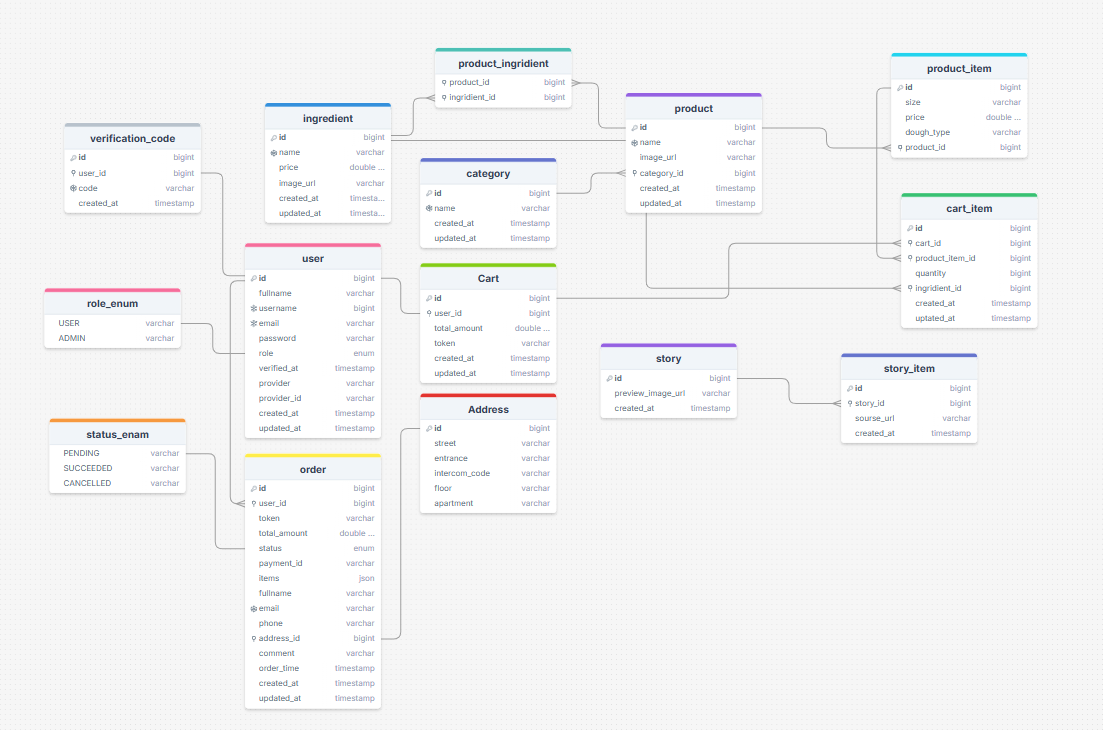 product_ingridient
product_id bigint
ingridient_id bigint
product_item
id bigint
size varchar
price double ...
dough_type varchar
product_id bigint
ingredient
id bigint
name varchar
price double ...
image_url varchar
created_at timesta...
updated_at timesta...
product
id bigint
name varchar
image_url varchar
category_id bigint
created_at timestamp
updated_at timestamp
verification_code
id bigint
user_id bigint
code varchar
created_at timestamp
category
id bigint
name varchar
created_at timestamp
updated_at timestamp
cart_item
id bigint
cart_id bigint
product_item_id bigint
quantity bigint
ingridient_id bigint
created_at timestamp
uptated_at timestamp
user
id bigint
fullname varchar
username bigint
email varchar
password varchar
role enum
verified_at timestamp
provider varchar
provider_id varchar
created_at timestamp
updated_at timestamp
Cart
id bigint
user_id bigint
total_amount double ...
token varchar
created_at timestamp
updated_at timestamp
role_enum
USER varchar
ADMIN varchar
story
id bigint
preview_image_url varchar
created_at timestamp
story_item
id bigint
story_id bigint
sourse_url varchar
created_at timestamp
Address
id bigint
street varchar
entrance varchar
intercom_code varchar
floor varchar
apartment varchar
status_enam
PENDING varchar
SUCCEEDED varchar
CANCELLED varchar
order
id bigint
user_id bigint
token varchar
total_amount double ...
status enum
payment_id varchar
items json
fullname varchar
email varchar
phone varchar
address_id bigint
comment varchar
order_time timestamp
created_at timestamp
updated_at timestamp